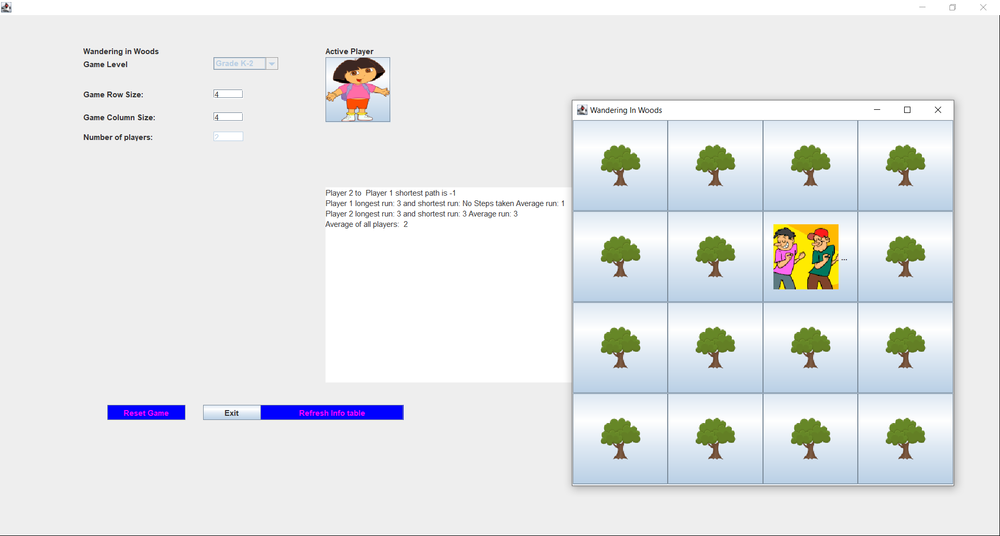 Wandering in Woods
Game Level
Grade K-2
Game Row Size:
4
Game Column Size:
4
Number of players:
2
Active Player
Player 2 to  Player 1 shortest path is -1
Player 1 longest run: 3 and shortest run: No Steps taken Average run: 1
Player 2 longest run: 3 and shortest run: 3 Average run: 3
Average of all players:  2
Reset Game
Exit
Refresh Info table
Wandering In Woods
...